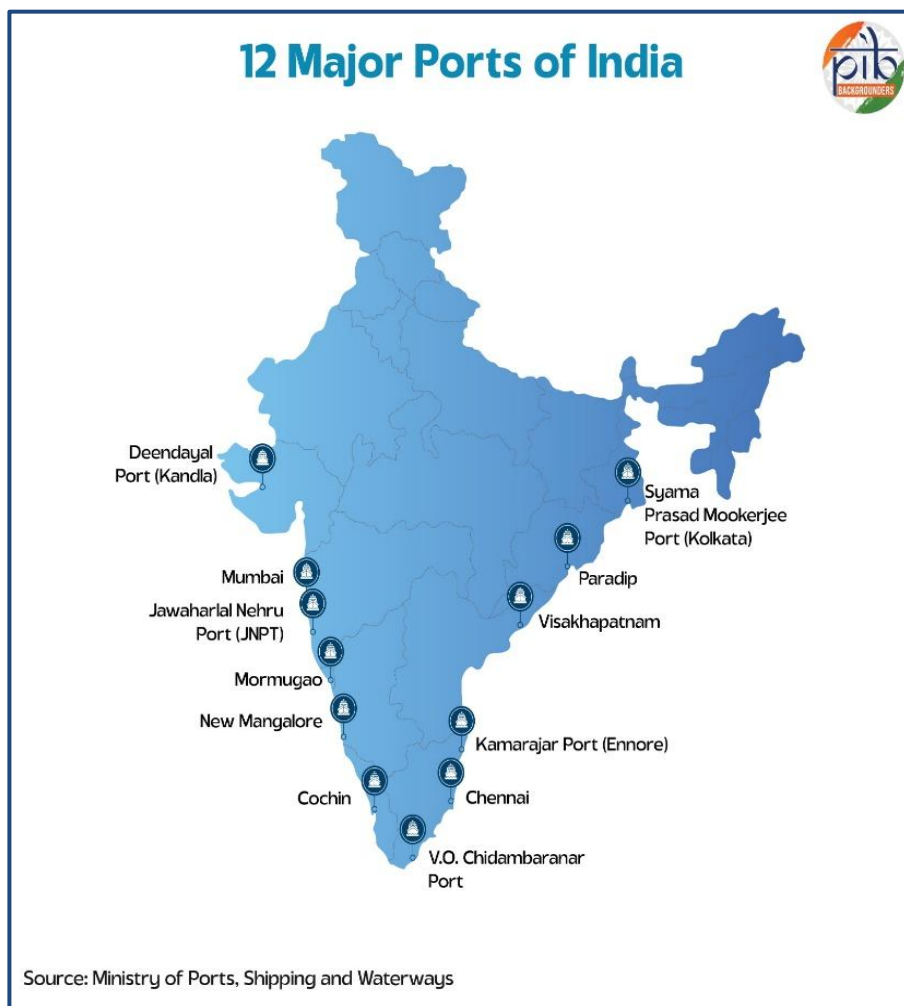 12 Major Ports of India
pib
BACKGROUNDERS
Deendayal
Port (Kandla)
Syama
Prasad Mookerjee
Port (Kolkata)
Paradip
Mumbai
Visakhapatnam
Jawaharlal Nehru
Port (JNPT)
Mormugao
New Mangalore
Kamarajar Port (Ennore)
Cochin
Chennai
V.O. Chidambaranar
Port
Source: Ministry of Ports, Shipping and Waterways